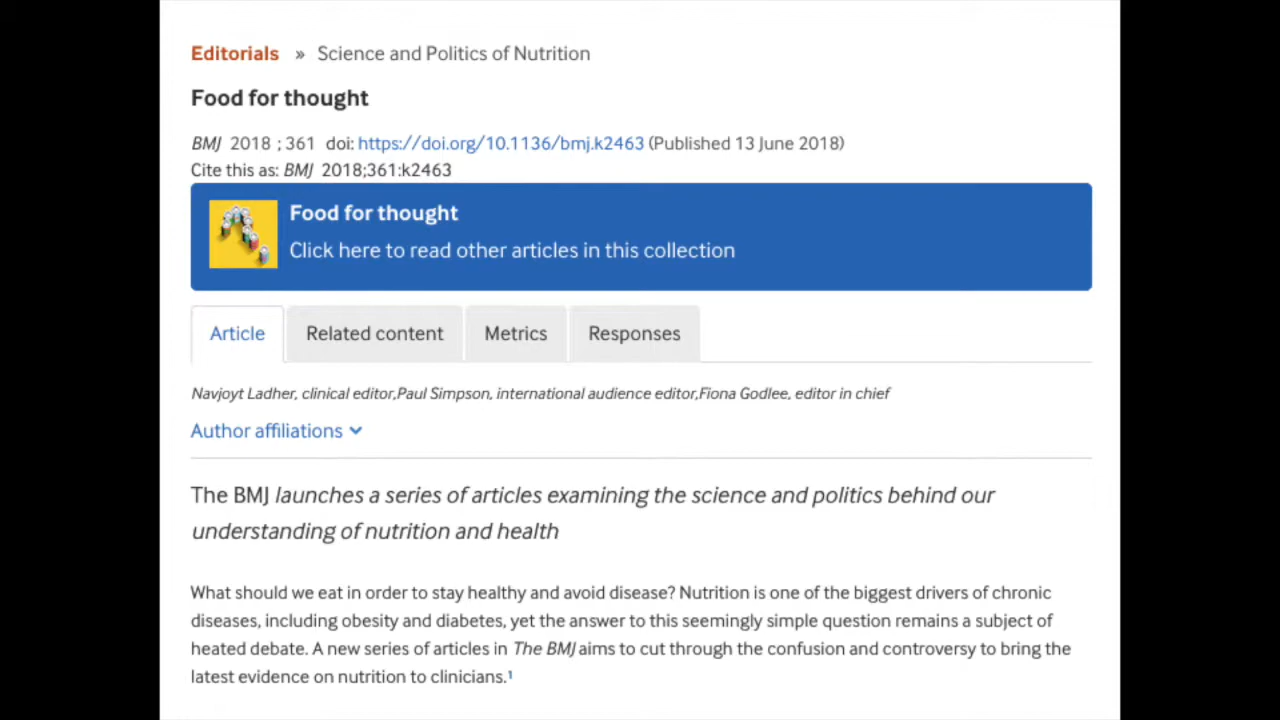 Editorials » Science and Politics of Nutrition
Food for thought
BMJ 2018 ; 361 doi: https://doi.org/10.1136/bmj.k2463 (Published 13 June 2018)
Cite this as: BMJ 2018;361:k2463
Food for thought
Click here to read other articles in this collection
Article Related content Metrics Responses
Navjoyt Ladher, clinical editor,Paul Simpson, international audience editor,Fiona Godlee, editor in chief
Author affiliations
The BMJ launches a series of articles examining the science and politics behind our
understanding of nutrition and health
What should we eat in order to stay healthy and avoid disease? Nutrition is one of the biggest drivers of chronic
diseases, including obesity and diabetes, yet the answer to this seemingly simple question remains a subject of
heated debate. A new series of articles in The BMJ aims to cut through the confusion and controversy to bring the
latest evidence on nutrition to clinicians.¹